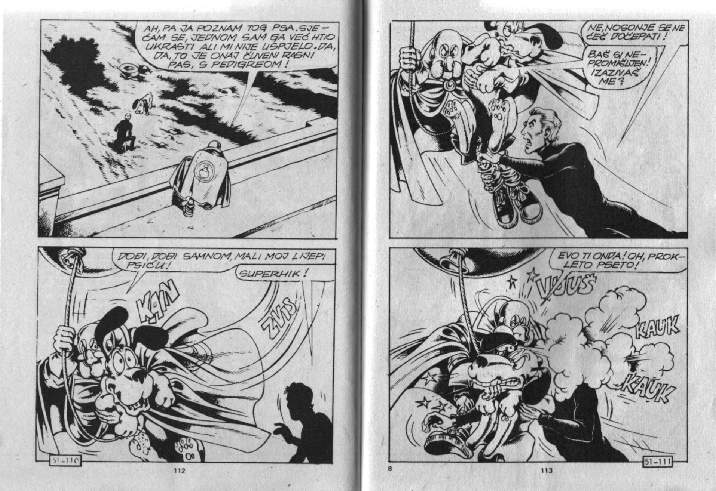 AH, PA JA POZNAM TOG PSA. SJE-
ĆAM SE, JEDNOM SAM GA VEĆ HTIO
UKRASTI ALI MI NIJE USPJELO. DA,
DA, TO JE ONAJ ČUVENI RASNI
PAS, S PEDIGREOM!
DOĐI, DOĐI SAMNOM, MALI MOJ LIJEPI
PSIĆU!
SUPERHIK!
KAIN
ZVIS
51-110
112
NE, NOGONJE SE NE
ĆEŠ DOČEPATI!
BAŠ SI NE-
PROMIŠLJEN!
IZAZIVAŠ
ME?
EVO TI ONDA! OH, PROK-
LETO PSETO!
VUUUŠ
KAUK
KAUK
51-111
8
113